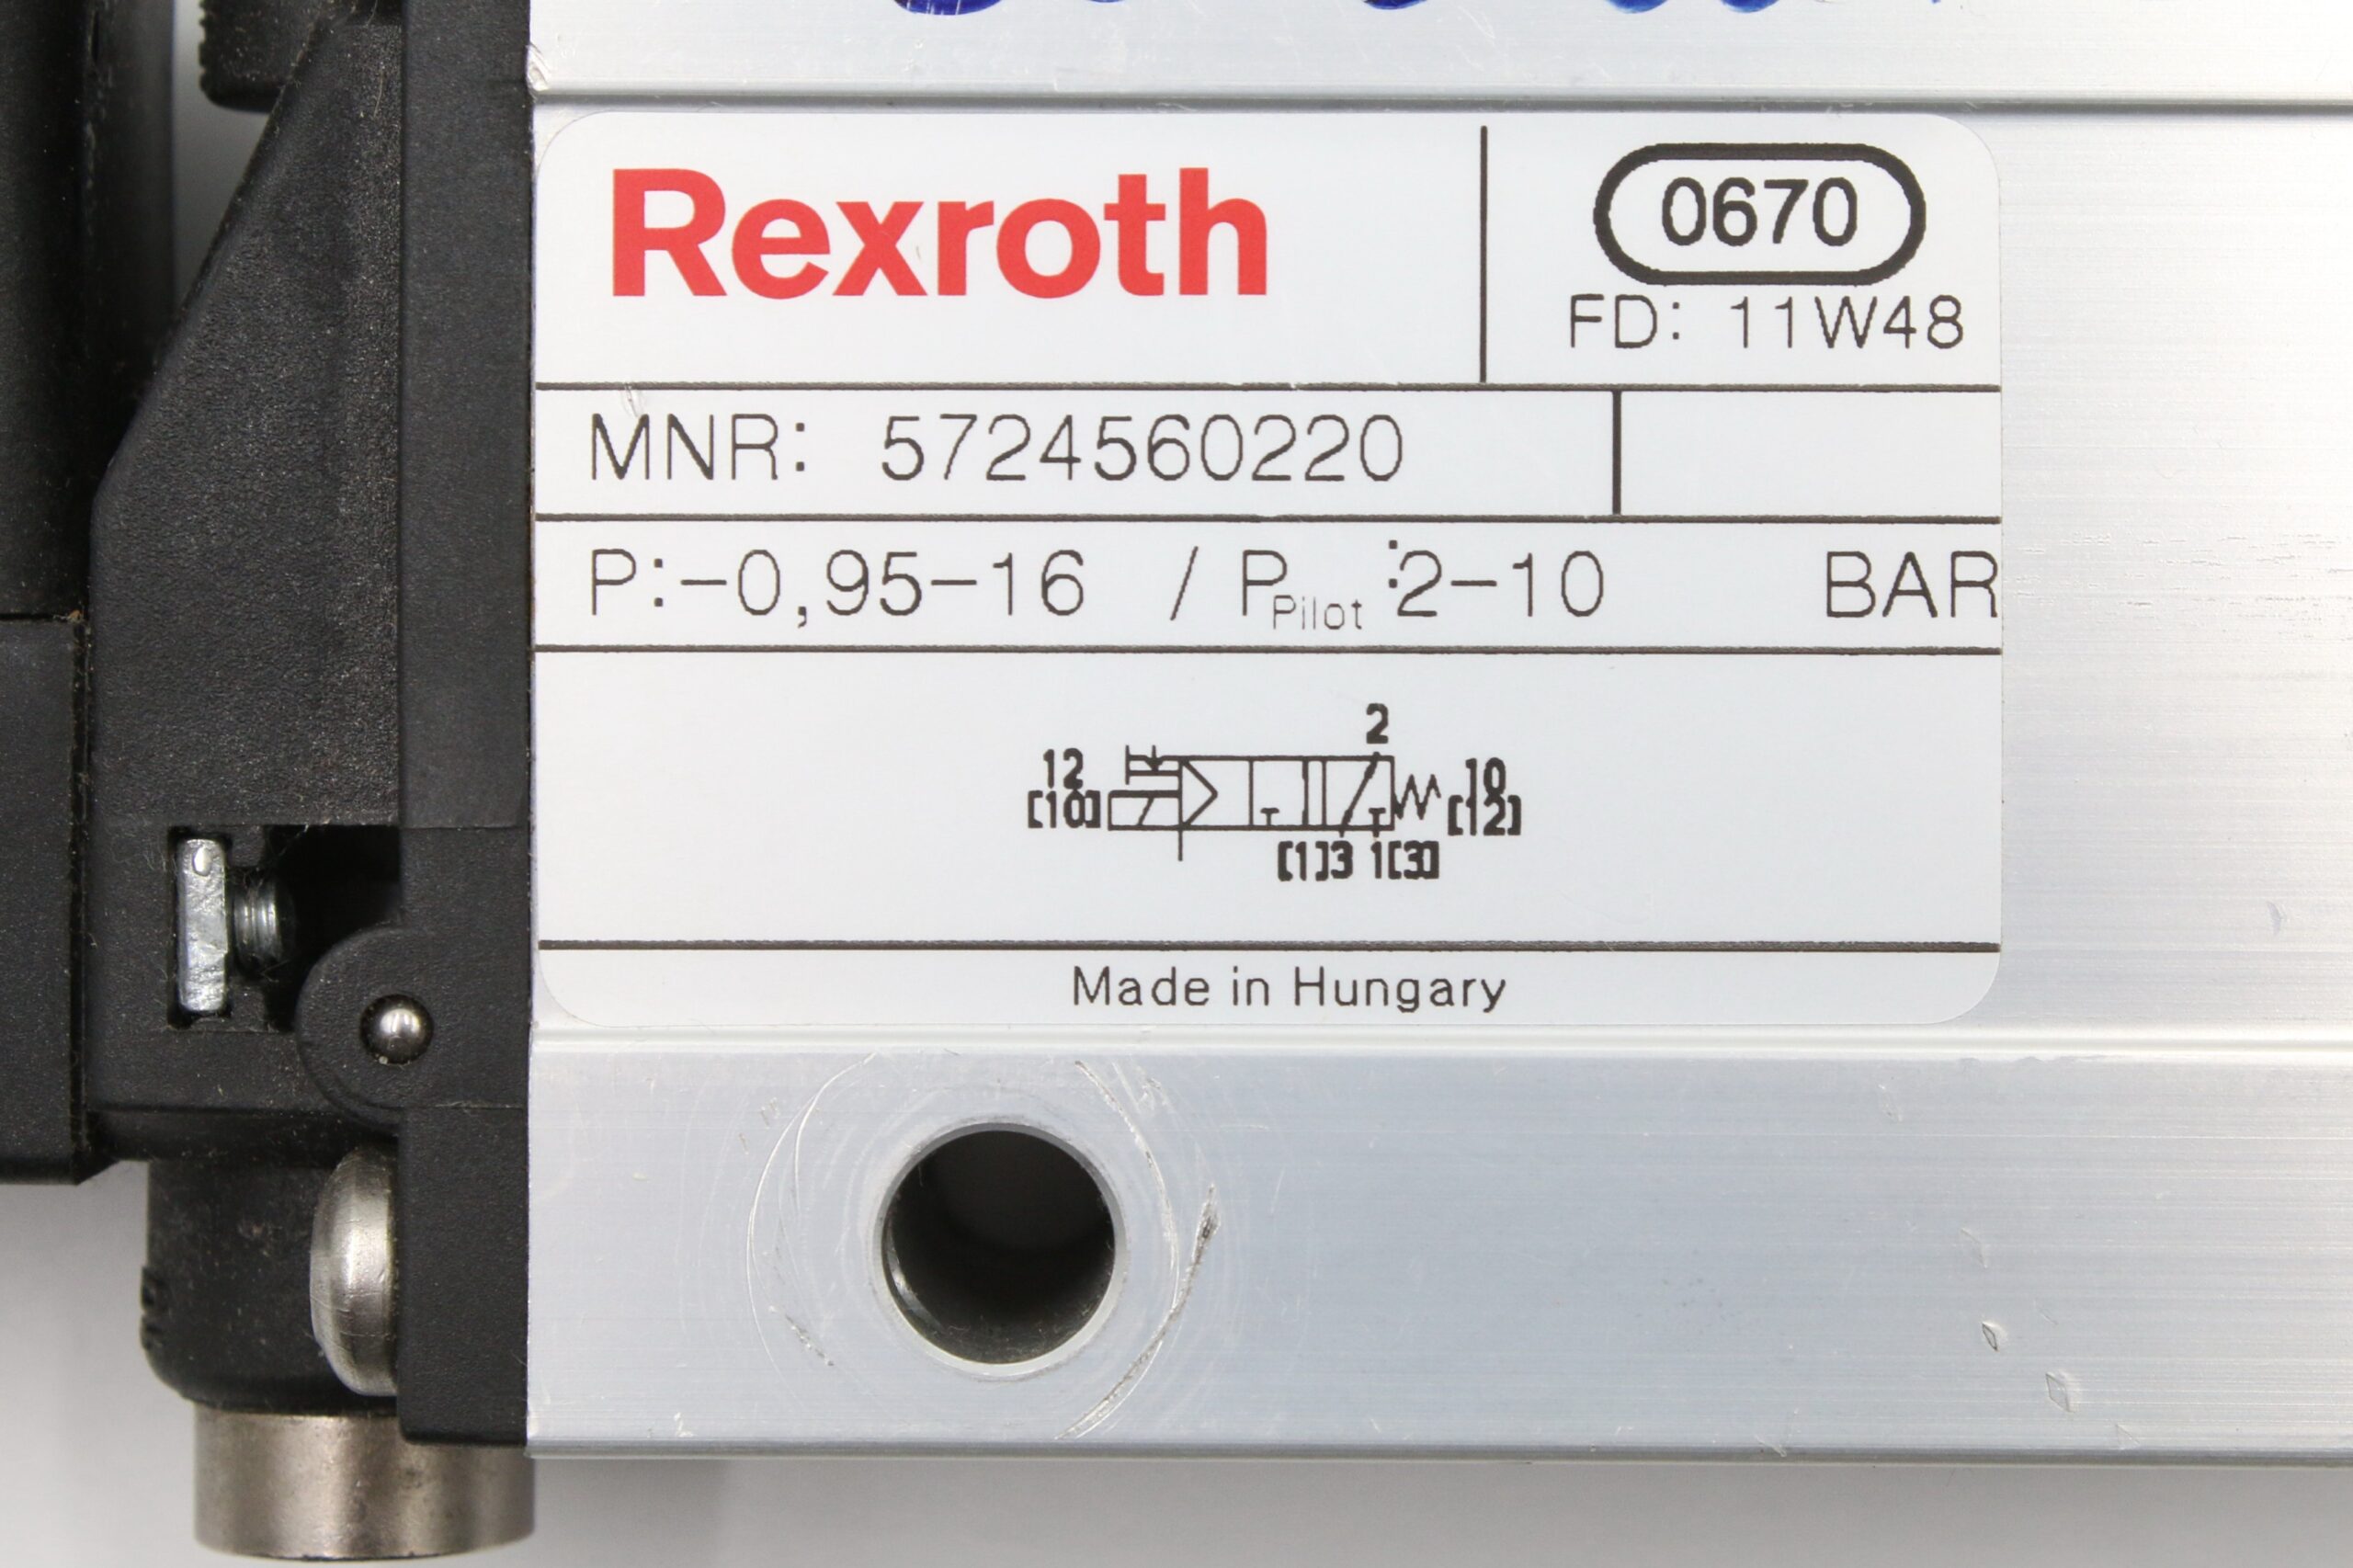 Rexroth
0670
FD: 11W48
MNR: 5724560220
P:-0,95-16 / PPilot :2-10 BAR
2
12
[10]
10
[12]
[1]3 1[3]
Made in Hungary